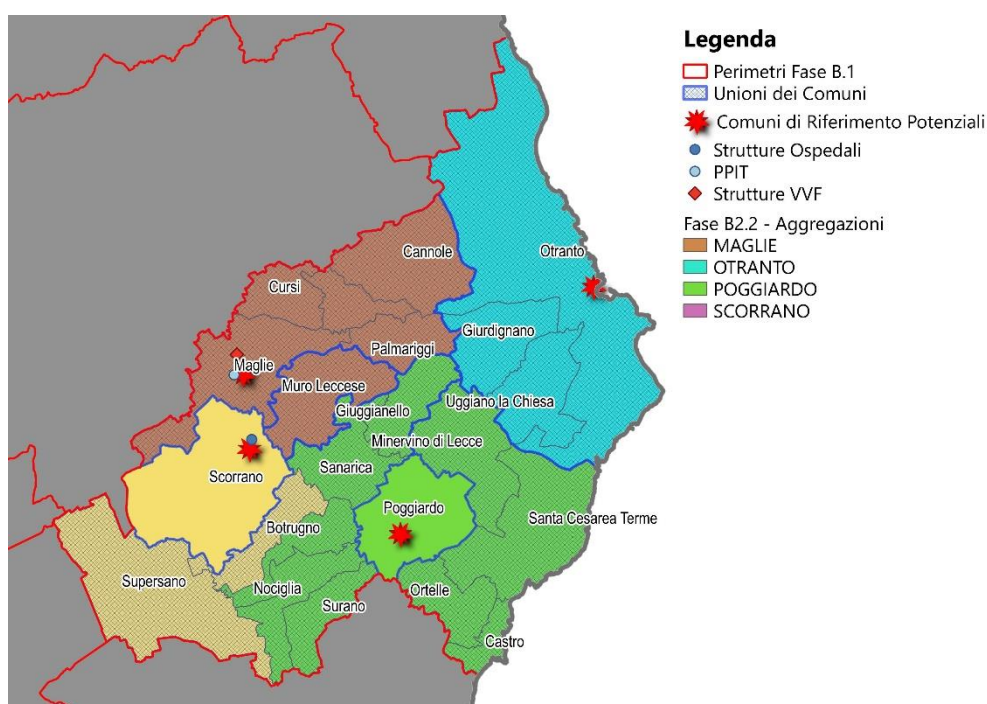 Legenda
Perimetri Fase B.1
Unioni dei Comuni
Comuni di Riferimento Potenziali
Strutture Ospedali
PPIT
Strutture VVF
Fase B2.2 - Aggregazioni
MAGLIE
OTRANTO
POGGIARDO
SCORRANO
Cannole
Otranto
Cursi
Giurdignano
Palmariggi
Maglie
Muro Leccese
Giuggianello
Uggiano la Chiesa
Minervino di Lecce
Sanarica
Scorrano
Poggiardo
Santa Cesarea Terme
Botrugno
Supersano
Nociglia
Ortelle
Surano
Castro